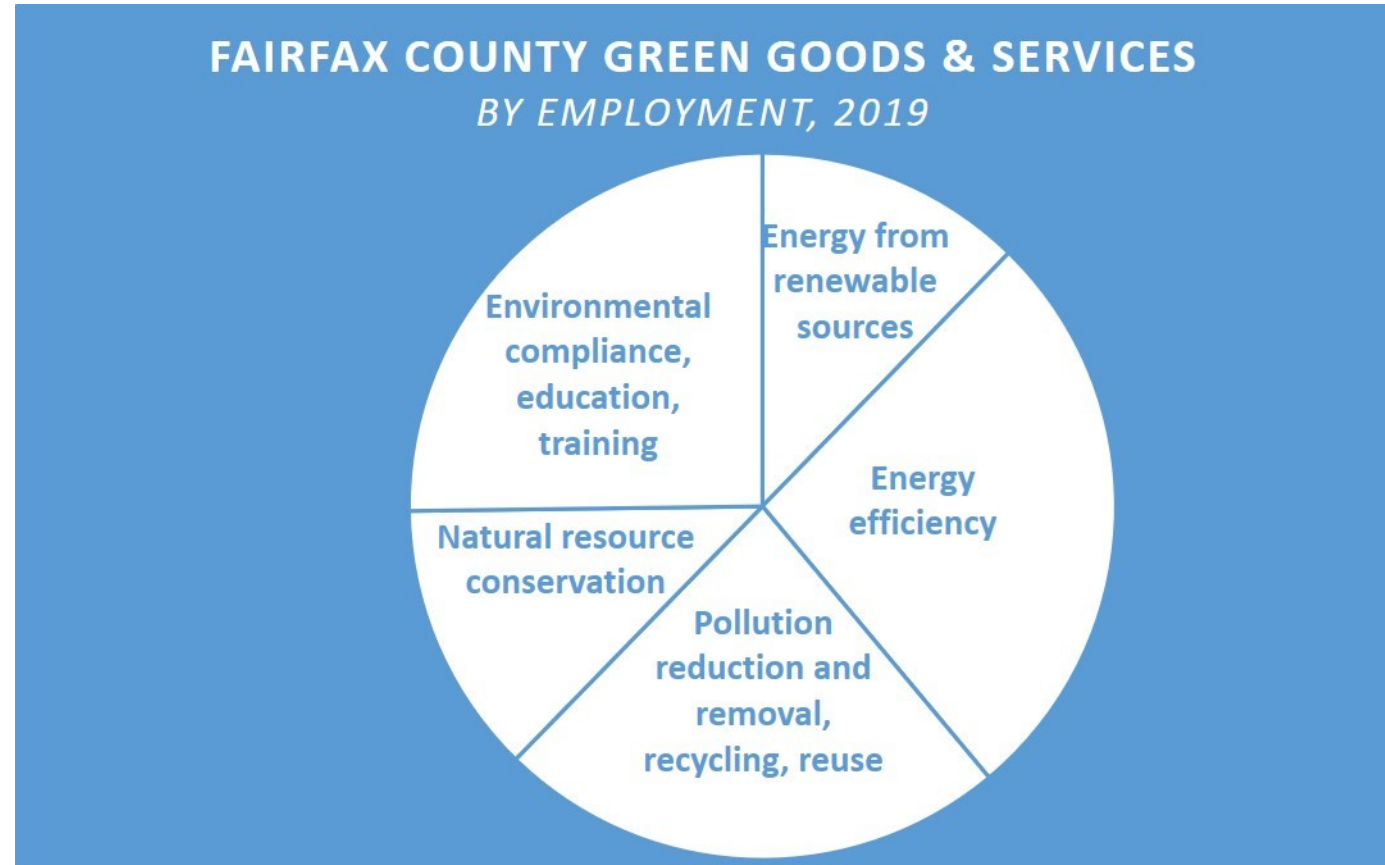 FAIRFAX COUNTY GREEN GOODS & SERVICES
BY EMPLOYMENT, 2019
Energy from
renewable
sources
Energy
efficiency
Pollution
reduction and
removal,
recycling, reuse
Natural resource
conservation
Environmental
compliance,
education,
training